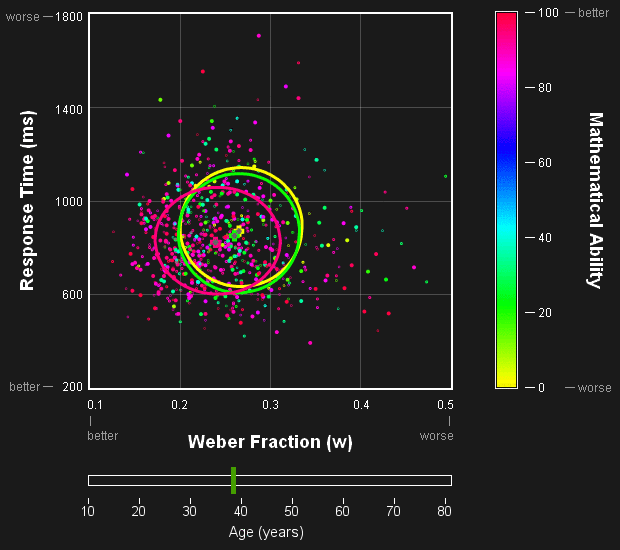 worse
1800
1400
1000
600
better
200
Response Time (ms)
0.1
0.2
0.3
0.4
0.5
better
worse
Weber Fraction (w)
100
better
80
60
40
20
0
worse
Mathematical Ability
10
20
30
40
50
60
70
80
Age (years)